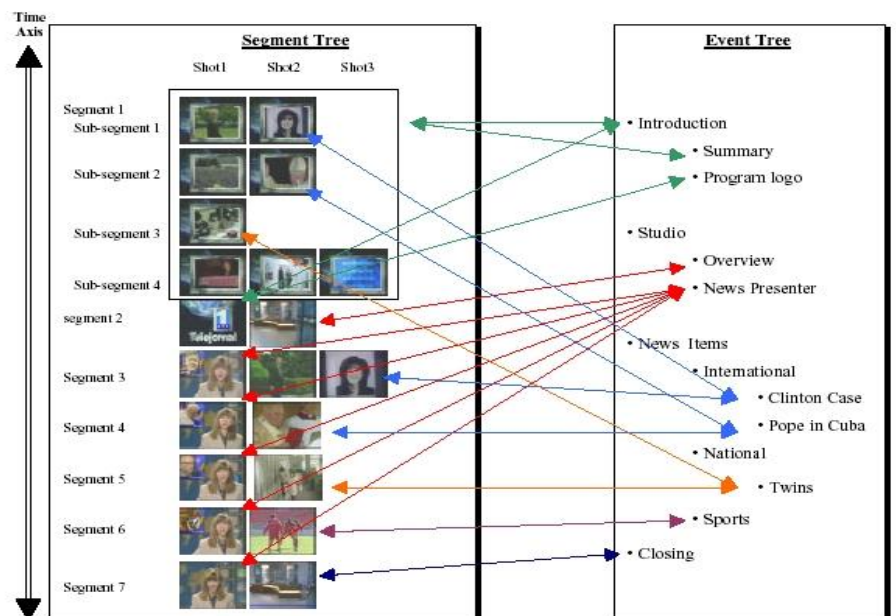 Time
Axis
Segment Tree
Shot1 Shot2 Shot3
Segment 1
Sub-segment 1
Sub-segment 2
Sub-segment 3
Sub-segment 4
segment 2
1
Telejornal
Segment 3
Segment 4
Segment 5
Segment 6
Segment 7
Event Tree
• Introduction
• Summary
• Program logo
• Studio
• Overview
• News Presenter
• News Items
• International
• Clinton Case
• Pope in Cuba
• National
• Twins
• Sports
• Closing